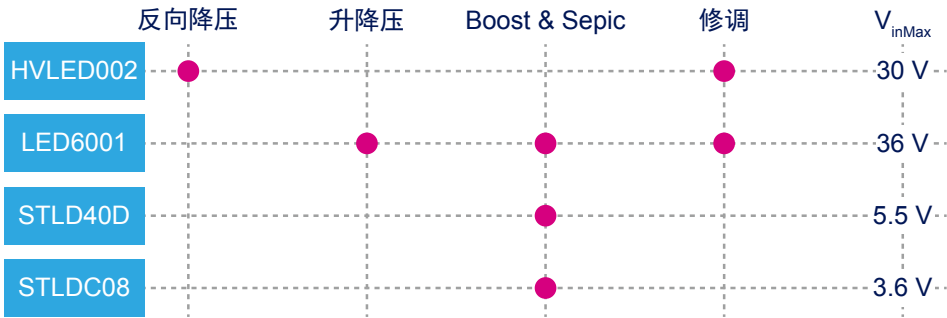 反向降压 升降压 Boost & Sepic 修调 VinMax
HVLED002 30 V
LED6001 36 V
STLD40D 5.5 V
STLDC08 3.6 V